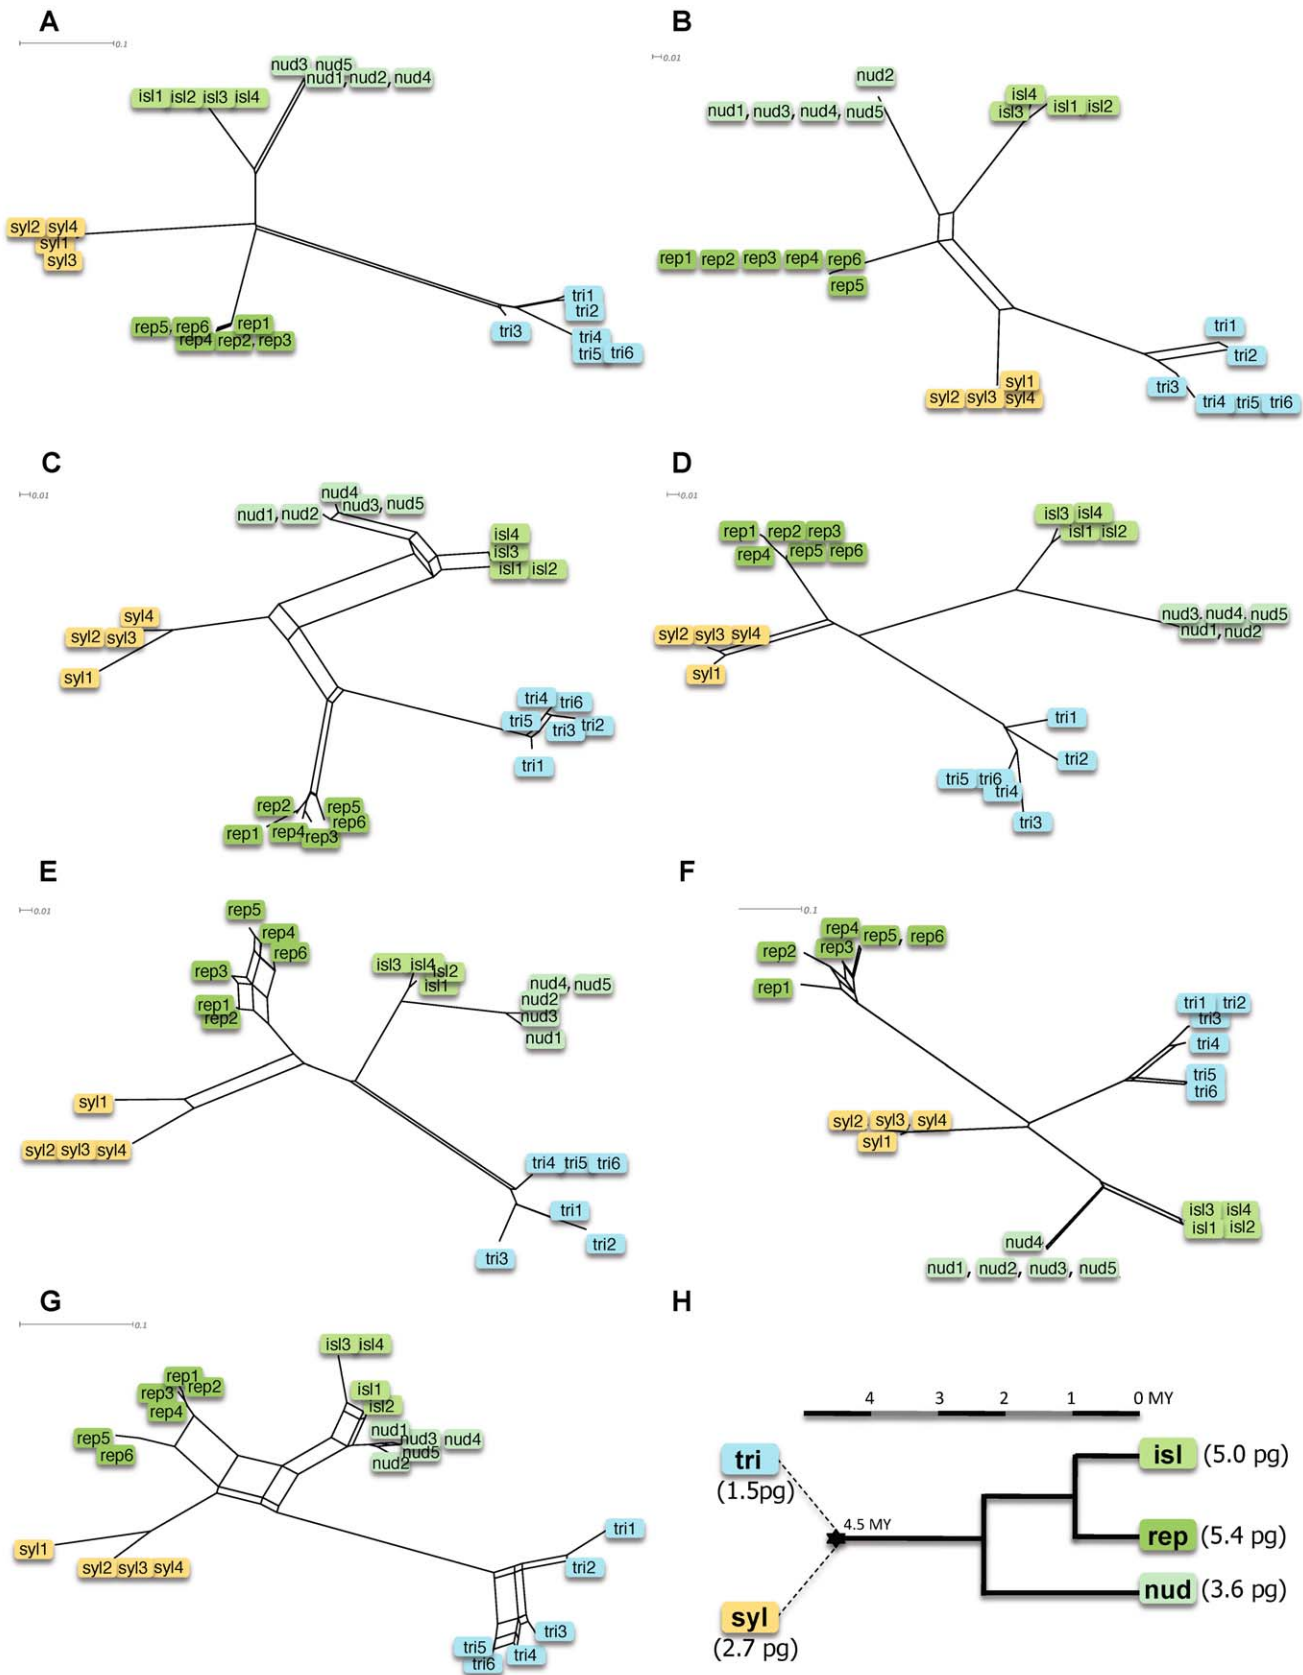 A
0.1
nud3 nud5
nud1, nud2, nud4
isl1 isl2 isl3 isl4
syl2 syl4
syl1
syl3
rep5, rep6 rep1
rep4 rep2, rep3
tri1
tri2
tri3
tri4
tri5 tri6
B
0.01
nud2
nud1, nud3, nud4, nud5
isl4
isl3 isl1 isl2
rep1 rep2 rep3 rep4 rep6
rep5
syl1
syl2 syl3 syl4
tri1
tri2
tri3
tri4 tri5 tri6
C
0.01
nud4
nud3, nud5
nud1, nud2
isl4
isl3
isl1 isl2
syl4
syl2 syl3
syl1
tri4 tri6
tri5 tri3 tri2
tri1
rep2 rep5
rep6
rep1 rep4 rep3
D
0.01
rep1 rep2 rep3
rep4 rep5 rep6
isl3 isl4
isl1 isl2
nud3, nud4, nud5
nud1, nud2
syl2 syl3 syl4
syl1
tri1
tri2
tri5 tri6
tri4
tri3
E
0.01
rep5
rep4
rep6
rep3
rep1
rep2
isl3 isl4 isl2
isl1
nud4, nud5
nud2
nud3
nud1
syl1
syl2 syl3 syl4
tri4 tri5 tri6
tri1
tri2
tri3
F
0.1
rep4
rep5, rep6
rep2 rep3
rep1
tri1 tri2
tri3
tri4
tri5
tri6
syl2 syl3, syl4
syl1
isl3 isl4
isl1 isl2
nud4
nud1, nud2, nud3, nud5
G
0.1
isl3 isl4
rep1
rep3 rep2
rep4
rep5
rep6
isl1
isl2
nud1
nud3 nud4
nud5
nud2
syl1
syl2 syl3 syl4
tri1
tri2
tri3
tri5 tri4
tri6
H
4 3 2 1 0 MY
tri
(1.5pg)
4.5 MY
syl
(2.7 pg)
isl (5.0 pg)
rep (5.4 pg)
nud (3.6 pg)